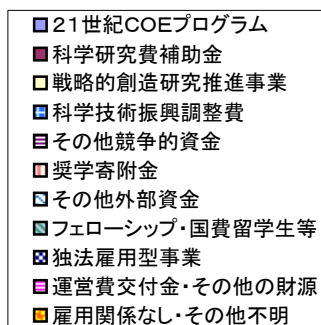 21世紀COEプログラム
科学研究費補助金
戦略的創造研究推進事業
科学技術振興調整費
その他競争的資金
奨学寄附金
その他外部資金
フェローシップ・国費留学生等
独法雇用型事業
運営費交付金・その他の財源
雇用関係なし・その他不明